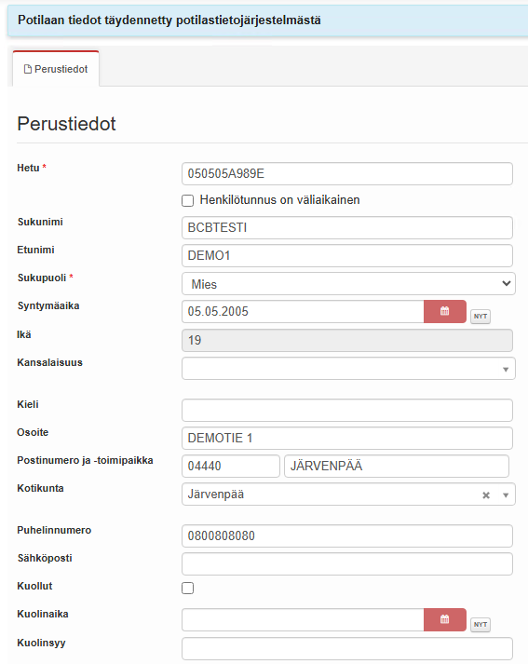 Potilaan tiedot täydennetty potilastietojärjestelmästä
Perustiedot
Perustiedot
Hetu * 050505A989E
Henkilötunnus on väliaikainen
Sukunimi BCBTESTI
Etunimi DEMO1
Sukupuoli * Mies
Syntymäaika 05.05.2005 NYT
Ikä 19
Kansalaisuus
Kieli
Osoite DEMOTIE 1
Postinumero ja -toimipaikka 04440 JÄRVENPÄÄ
Kotikunta Järvenpää
Puhelinnumero 0800808080
Sähköposti
Kuollut
Kuolinaika NYT
Kuolinsyy